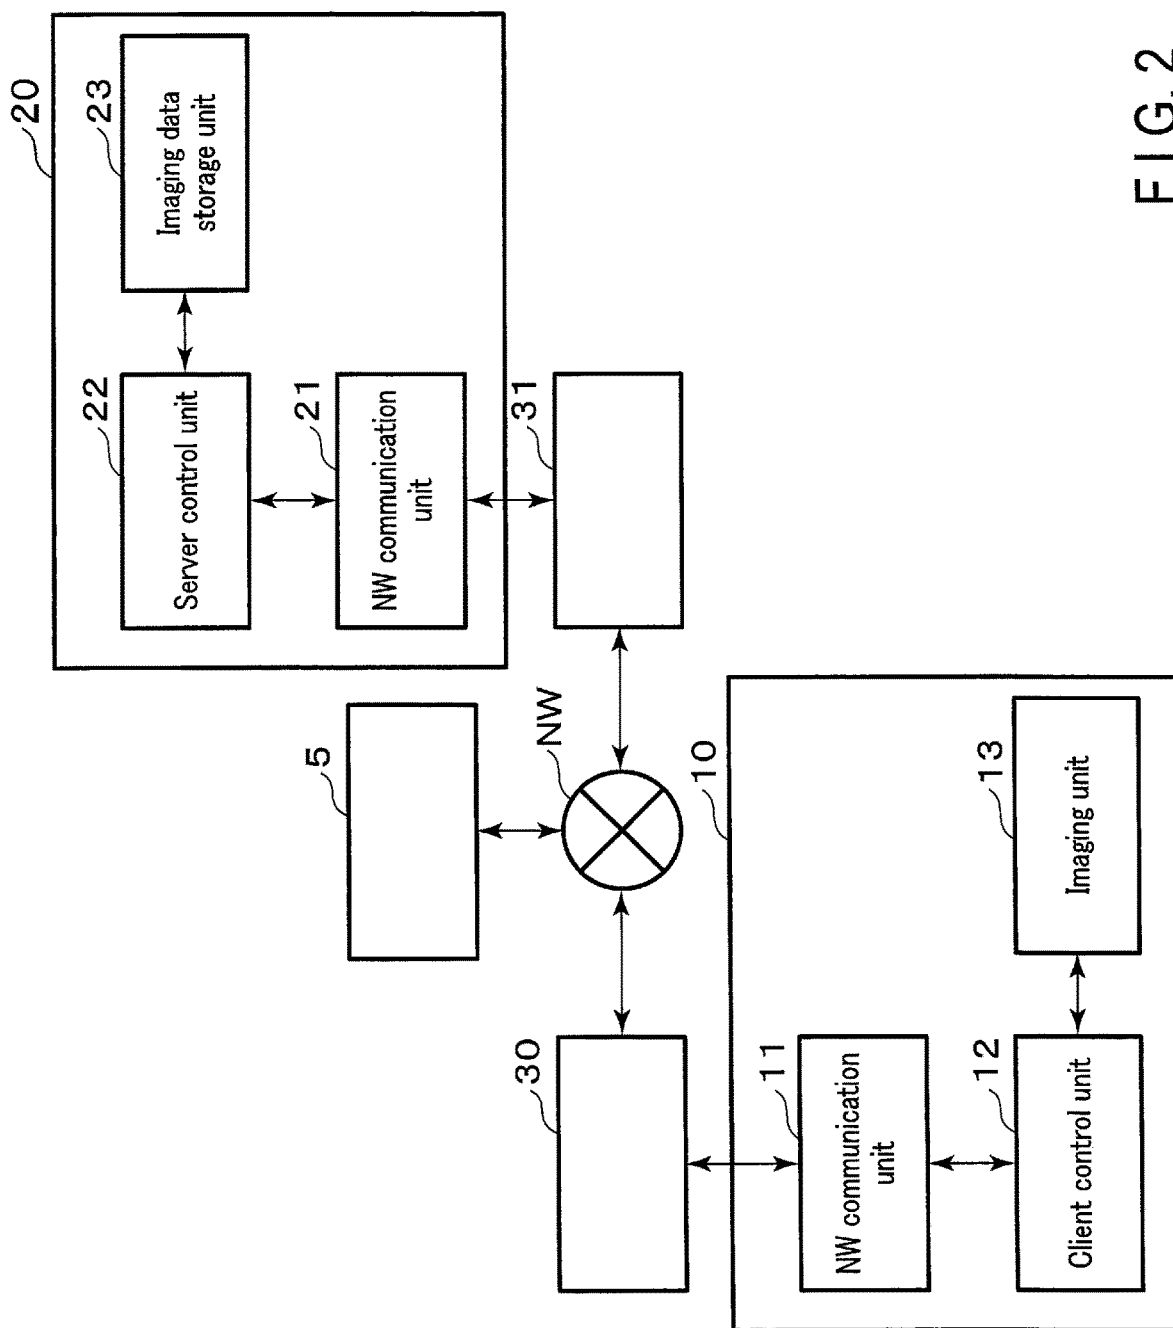 20
23
Imaging data
storage unit
22
Server control unit
21
NW communication
unit
31
5
NW
30
10
11
NW communication
unit
12
Client control unit
13
Imaging unit
FIG. 2